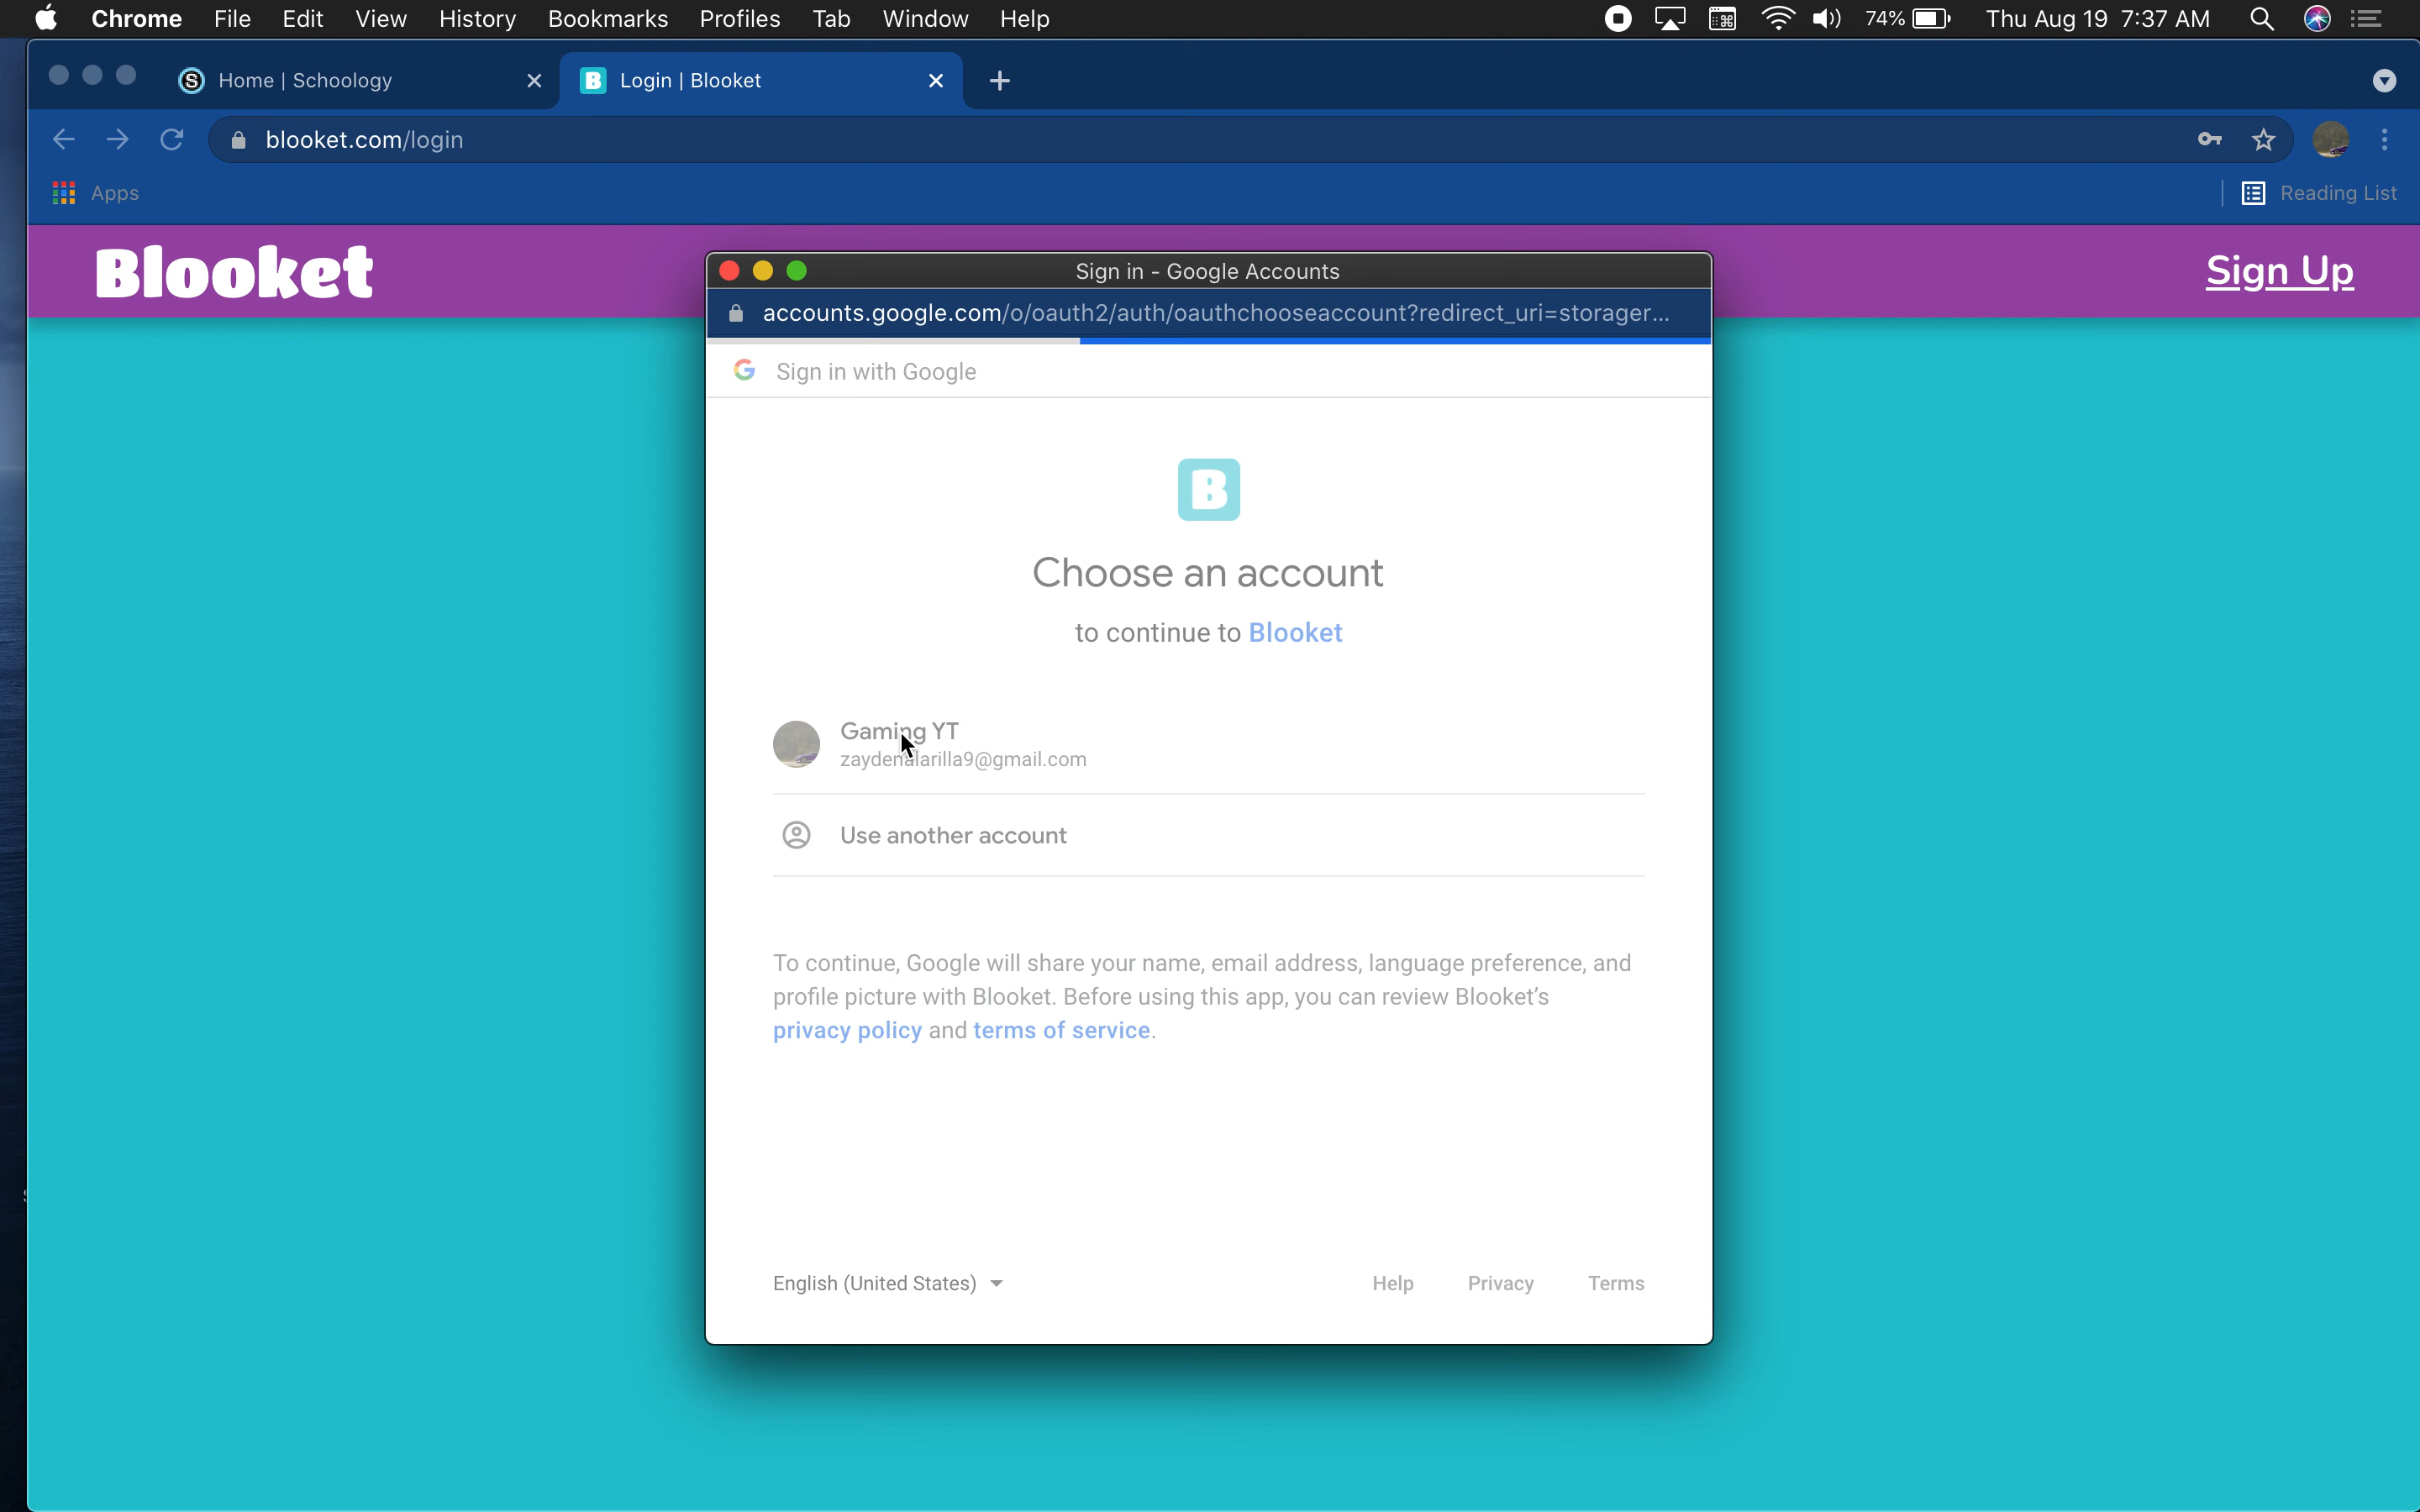 Chrome File Edit View History Bookmarks Profiles Tab Window Help 74% Thu Aug 19 7:37 AM
Home | Schoology Login | Blooket
blooket.com/login
Apps Reading List
Blooket Sign Up
Sign in - Google Accounts
accounts.google.com/o/oauth2/auth/oauthchooseaccount?redirect_uri=storager...
Sign in with Google
B
Choose an account
to continue to Blooket
Gaming YT
zaydenalarilla9@gmail.com
Use another account
To continue, Google will share your name, email address, language preference, and
profile picture with Blooket. Before using this app, you can review Blooket’s
privacy policy and terms of service.
English (United States) Help Privacy Terms